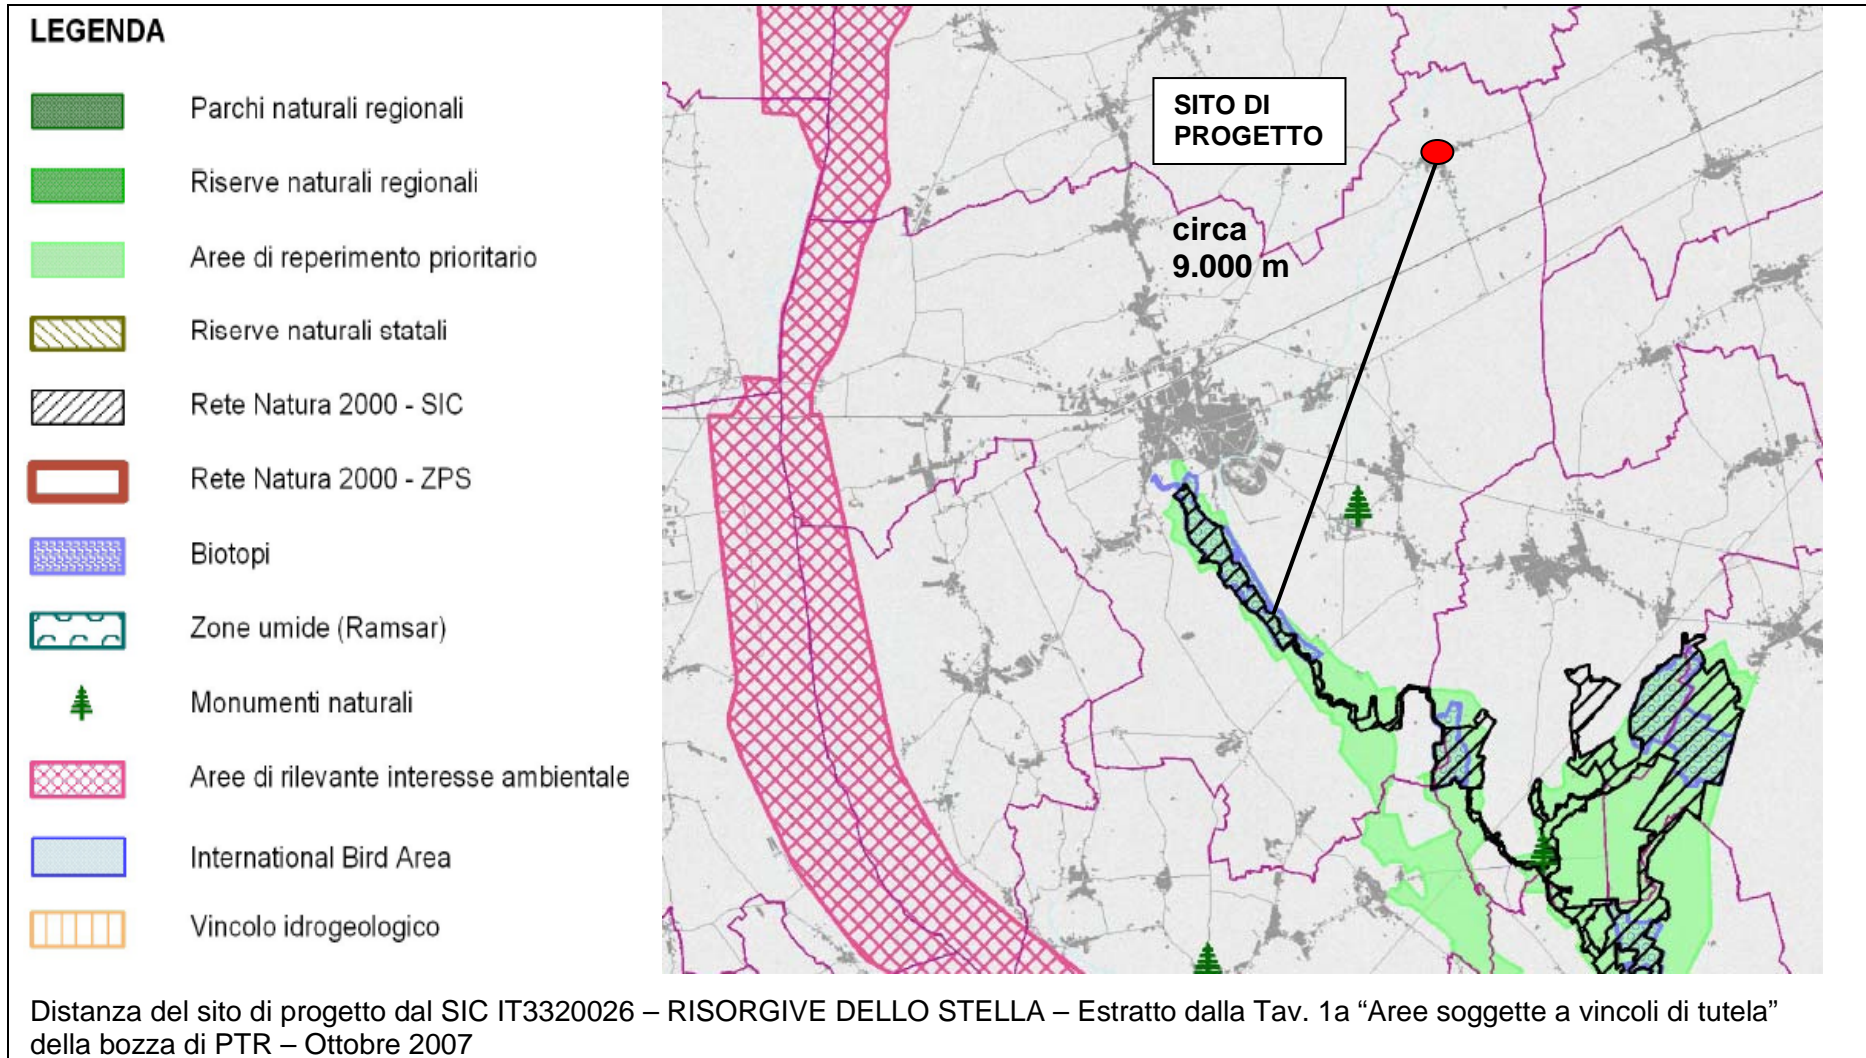 LEGENDA
Parchi naturali regionali
Riserve naturali regionali
Aree di reperimento prioritario
Riserve naturali statali
Rete Natura 2000 - SIC
Rete Natura 2000 - ZPS
Biotopi
Zone umide (Ramsar)
Monumenti naturali
Aree di rilevante interesse ambientale
International Bird Area
Vincolo idrogeologico
SITO DI
PROGETTO
circa
9.000 m
Distanza del sito di progetto dal SIC IT3320026 – RISORGIVE DELLO STELLA – Estratto dalla Tav. 1a “Aree soggette a vincoli di tutela”
della bozza di PTR – Ottobre 2007